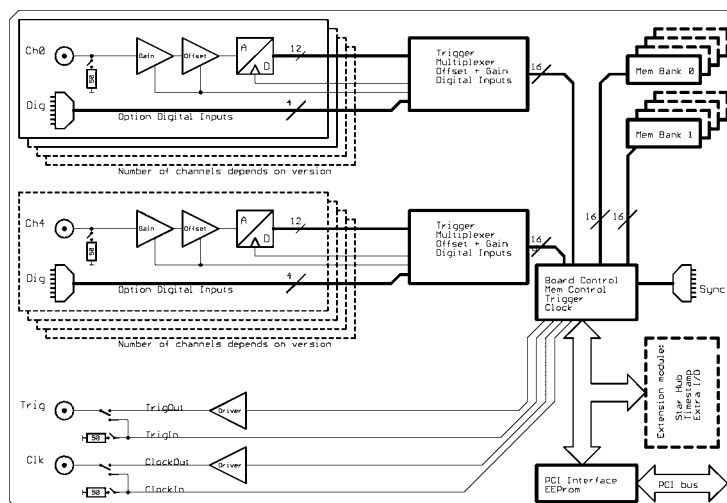 Ch0
50
Gain
Offset
A
D
12
Dig
4
Option Digital Inputs
Number of channels depends on version
Trigger
Multiplexer
Offset + Gain
Digital Inputs
16
Mem Bank 0
Mem Bank 1
16
16
Ch4
50
Gain
Offset
A
D
12
Dig
4
Option Digital Inputs
Number of channels depends on version
Trigger
Multiplexer
Offset + Gain
Digital Inputs
16
Board Control
Mem Control
Trigger
Clock
Sync
Extension module:
Star Hub
Timestamp
Extra I/O
Trig
TrigOut
Driver
50
TrigIn
Clk
ClockOut
Driver
50
ClockIn
PCI Interface
EEProm
PCI bus